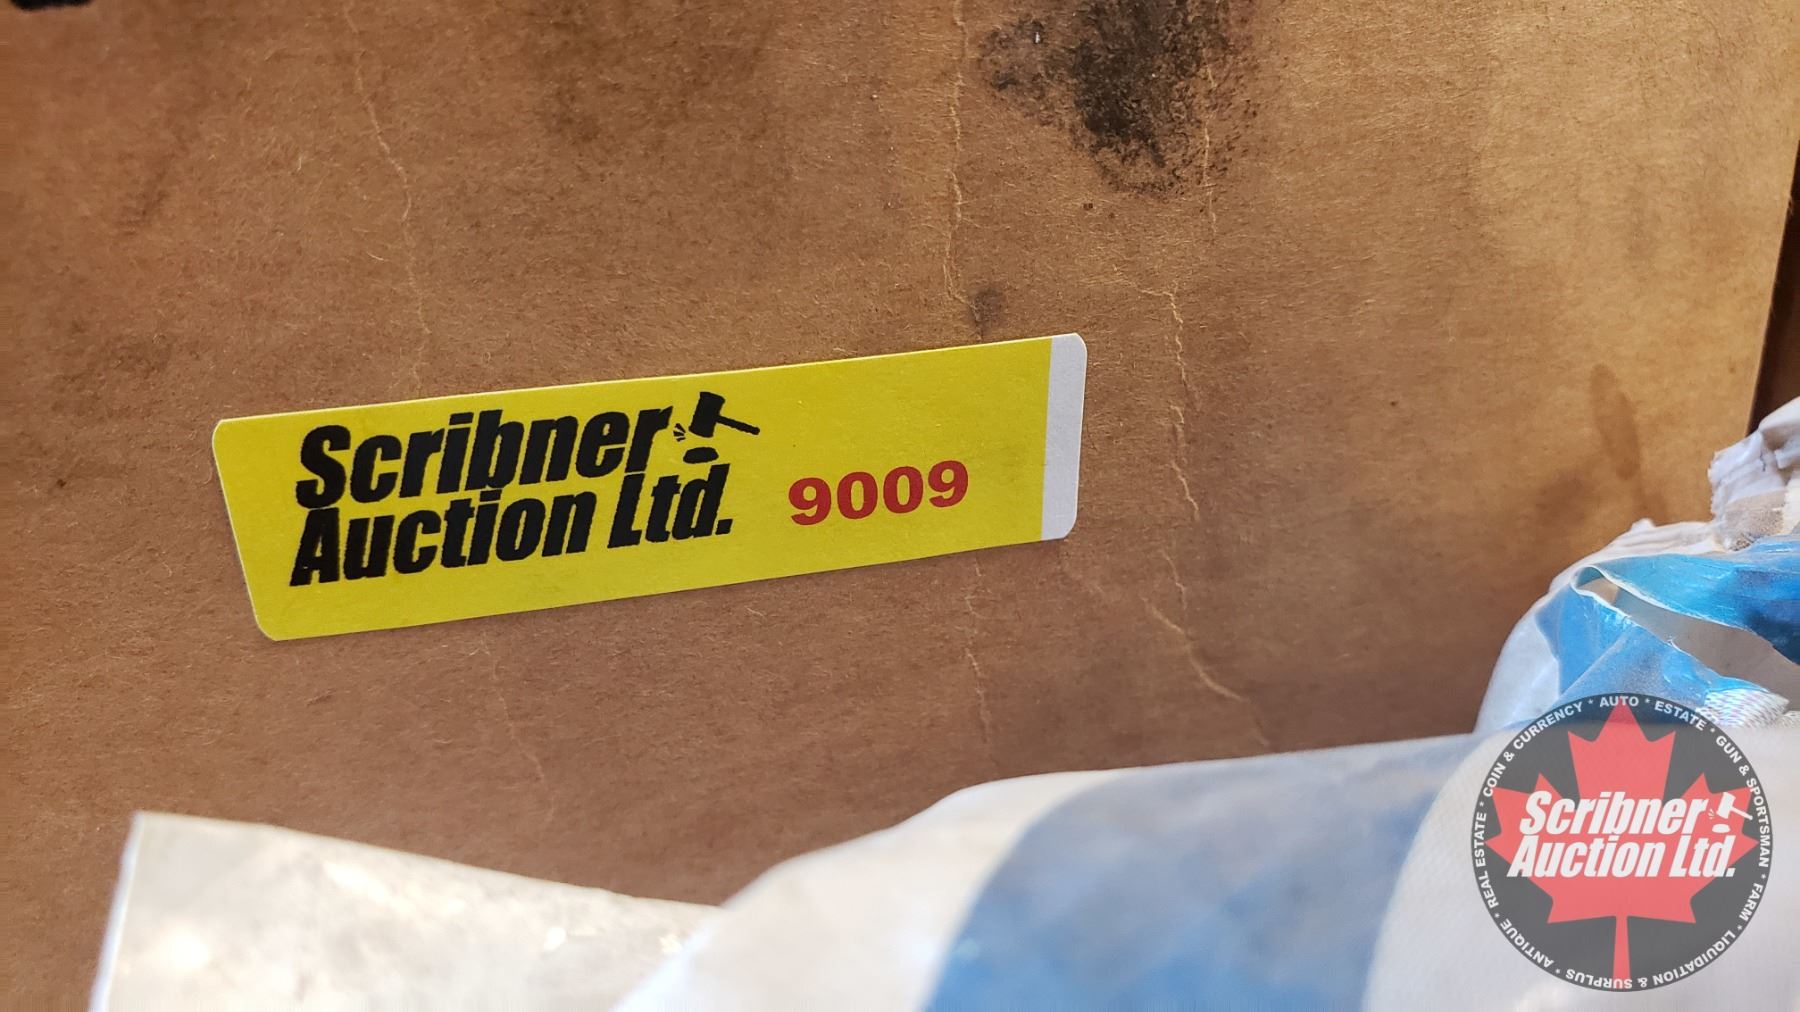 Scribner
Auction Ltd.
9009
REAL ESTATE * COIN & CURRENCY * AUTO * ESTATE * GUN & SPORTSMAN * FARM * LIQUIDATION & SURPLUS * ANTIQUE *
Scribner
Auction Ltd.